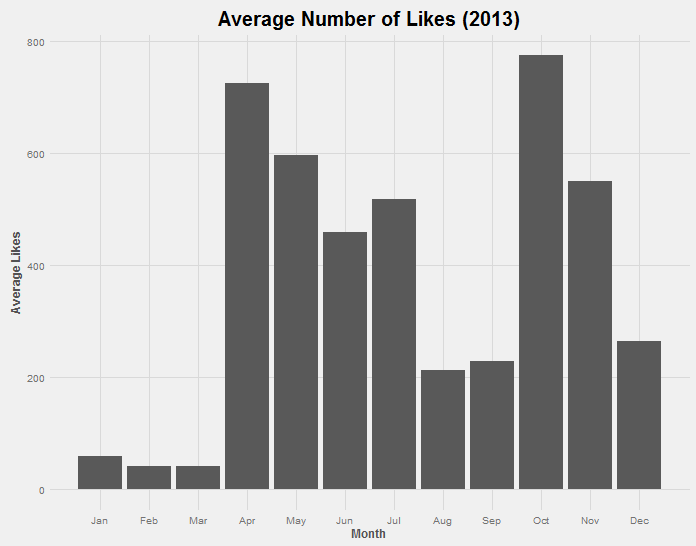 Average Number of Likes (2013)
800
600
400
200
0
Average Likes
Jan Feb Mar Apr May Jun Jul Aug Sep Oct Nov Dec
Month